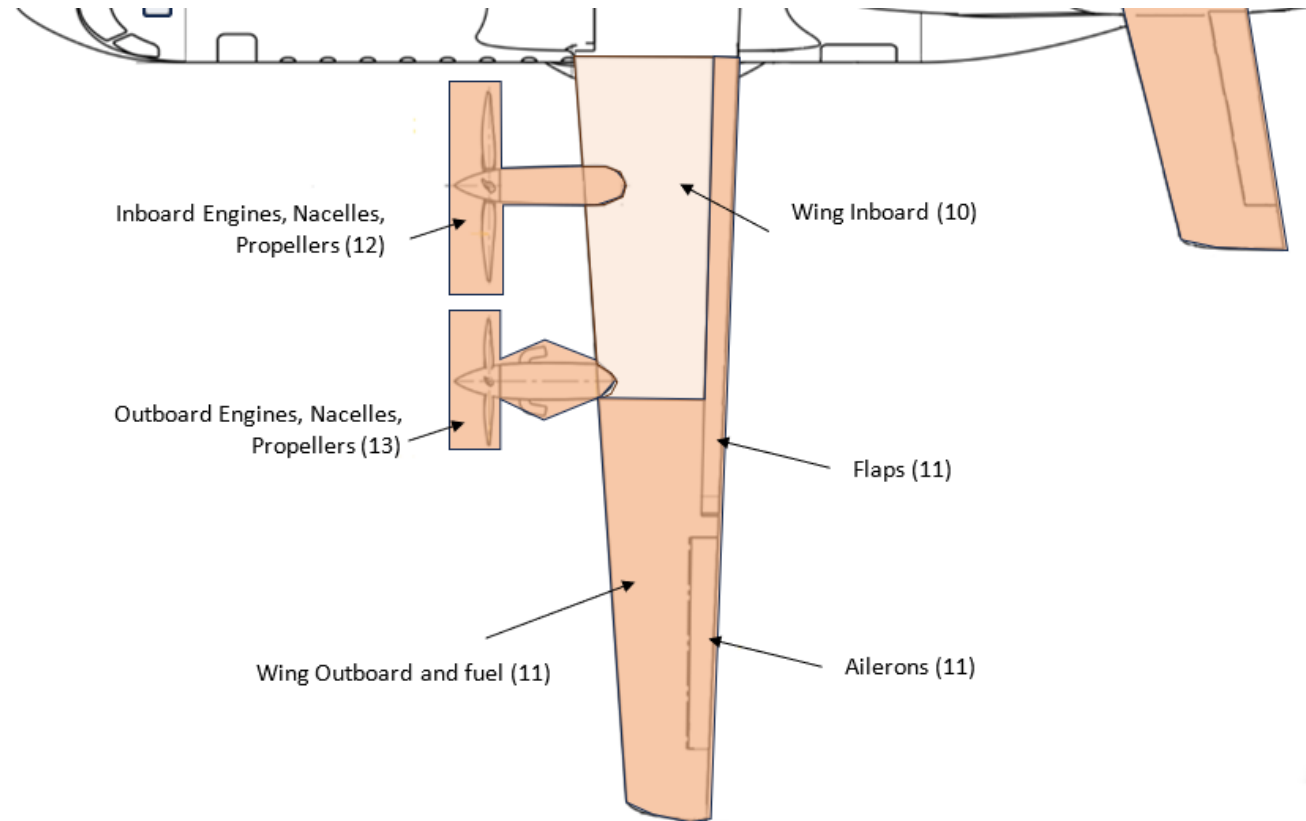 Inboard Engines, Nacelles,
Propellers (12)
Wing Inboard (10)
Outboard Engines, Nacelles,
Propellers (13)
Flaps (11)
Wing Outboard and fuel (11)
Ailerons (11)